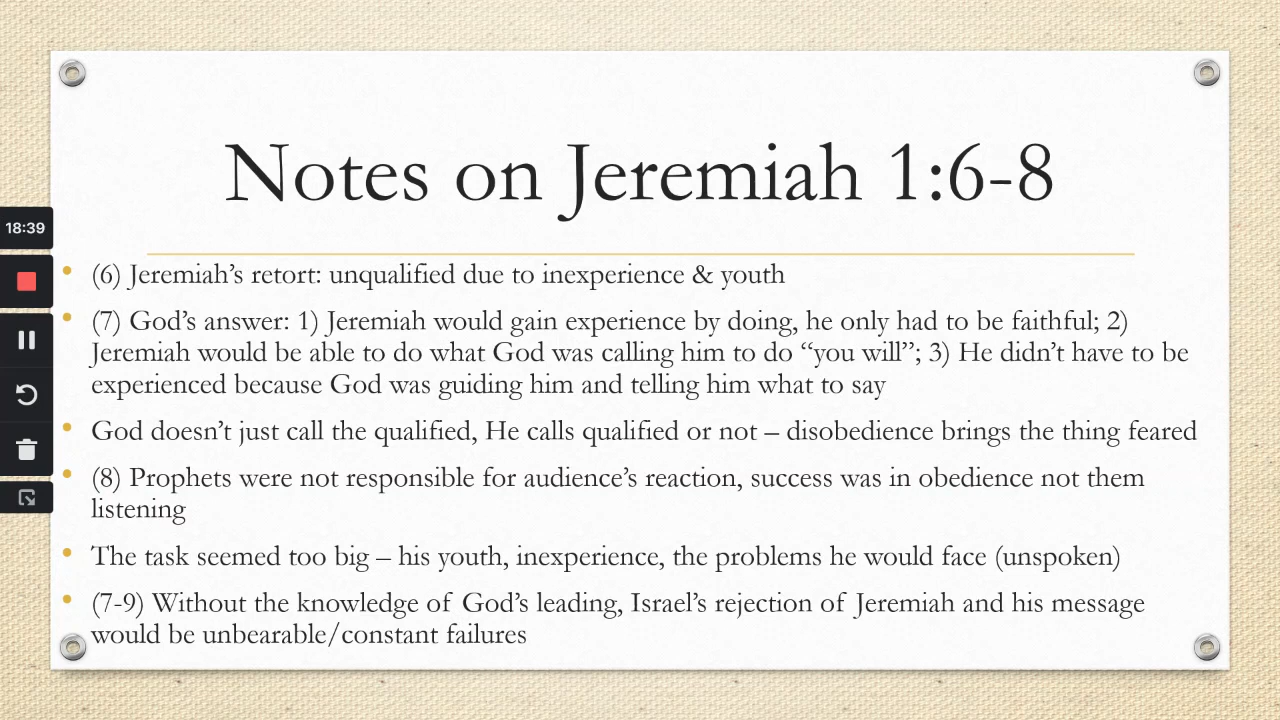 Notes on Jeremiah 1:6-8
18:39
• (6) Jeremiah’s retort: unqualified due to inexperience & youth
• (7) God’s answer: 1) Jeremiah would gain experience by doing, he only had to be faithful; 2)
Jeremiah would be able to do what God was calling him to do “you will”; 3) He didn’t have to be
experienced because God was guiding him and telling him what to say
• God doesn’t just call the qualified, He calls qualified or not – disobedience brings the thing feared
• (8) Prophets were not responsible for audience’s reaction, success was in obedience not them
listening
• The task seemed too big – his youth, inexperience, the problems he would face (unspoken)
• (7-9) Without the knowledge of God’s leading, Israel’s rejection of Jeremiah and his message
would be unbearable/constant failures